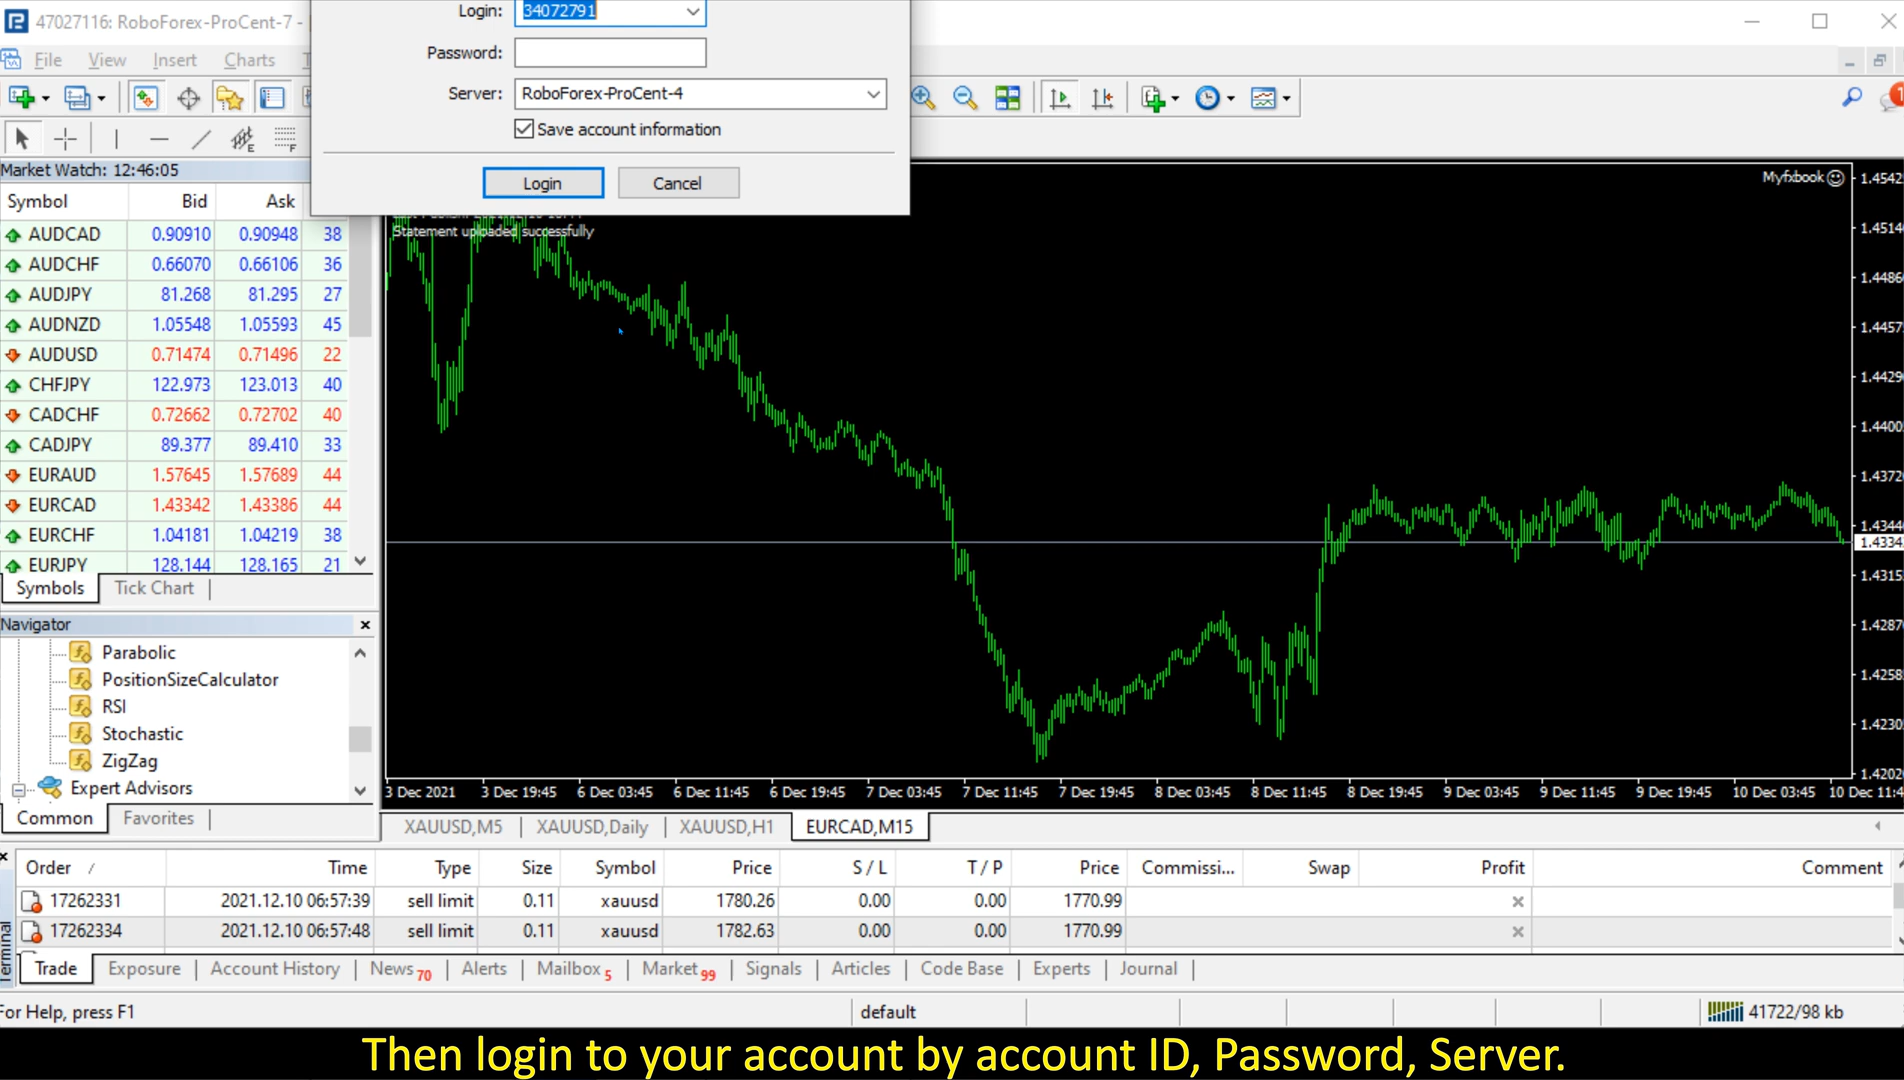 47027116: RoboForex-ProCent-7 -
File View Insert Charts
Login: 34072791
Password:
Server: RoboForex-ProCent-4
Save account information
Login Cancel
Market Watch: 12:46:05
Symbol Bid Ask
AUDCAD 0.90910 0.90948 38
AUDCHF 0.66070 0.66106 36
AUDJPY 81.268 81.295 27
AUDNZD 1.05548 1.05593 45
AUDUSD 0.71474 0.71496 22
CHFJPY 122.973 123.013 40
CADCHF 0.72662 0.72702 40
CADJPY 89.377 89.410 33
EURAUD 1.57645 1.57689 44
EURCAD 1.43342 1.43386 44
EURCHF 1.04181 1.04219 38
EURJPY 128.144 128.165 21
Symbols Tick Chart
Navigator
Parabolic
PositionSizeCalculator
RSI
Stochastic
ZigZag
Expert Advisors
Common Favorites
Statement uploaded successfully
Myfxbook
1.4542
1.4514
1.4486
1.4457
1.4429
1.4400
1.4372
1.4344
1.4334
1.4315
1.4287
1.4258
1.4230
1.4202
3 Dec 2021 3 Dec 19:45 6 Dec 03:45 6 Dec 11:45 6 Dec 19:45 7 Dec 03:45 7 Dec 11:45 7 Dec 19:45 8 Dec 03:45 8 Dec 11:45 8 Dec 19:45 9 Dec 03:45 9 Dec 11:45 9 Dec 19:45 10 Dec 03:45 10 Dec 11:4
XAUUSD,M5 XAUUSD,Daily XAUUSD,H1 EURCAD,M15
Order / Time Type Size Symbol Price S / L T / P Price Commissi... Swap Profit Comment
17262331 2021.12.10 06:57:39 sell limit 0.11 xauusd 1780.26 0.00 0.00 1770.99
17262334 2021.12.10 06:57:48 sell limit 0.11 xauusd 1782.63 0.00 0.00 1770.99
Terminal
Trade Exposure Account History News 70 Alerts Mailbox 5 Market 99 Signals Articles Code Base Experts Journal
For Help, press F1 default 41722/98 kb
Then login to your account by account ID, Password, Server.